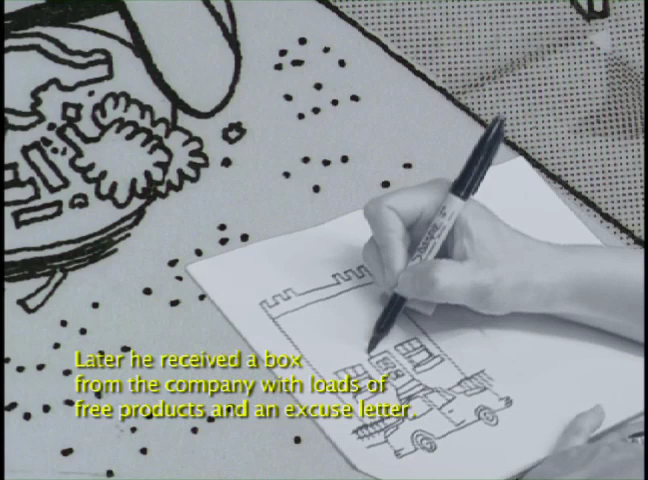 Later he received a box
from the company with loads of
free products and an excuse letter.